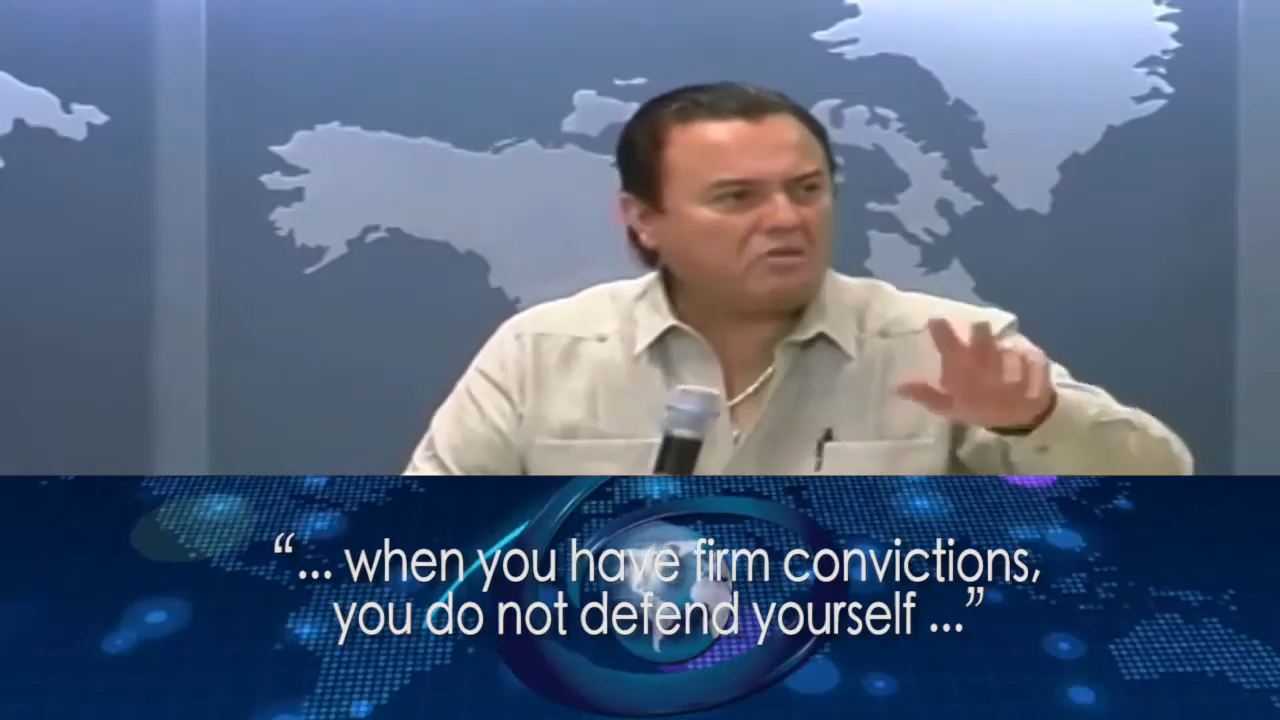 “... when you have firm convictions,
you do not defend yourself ...”